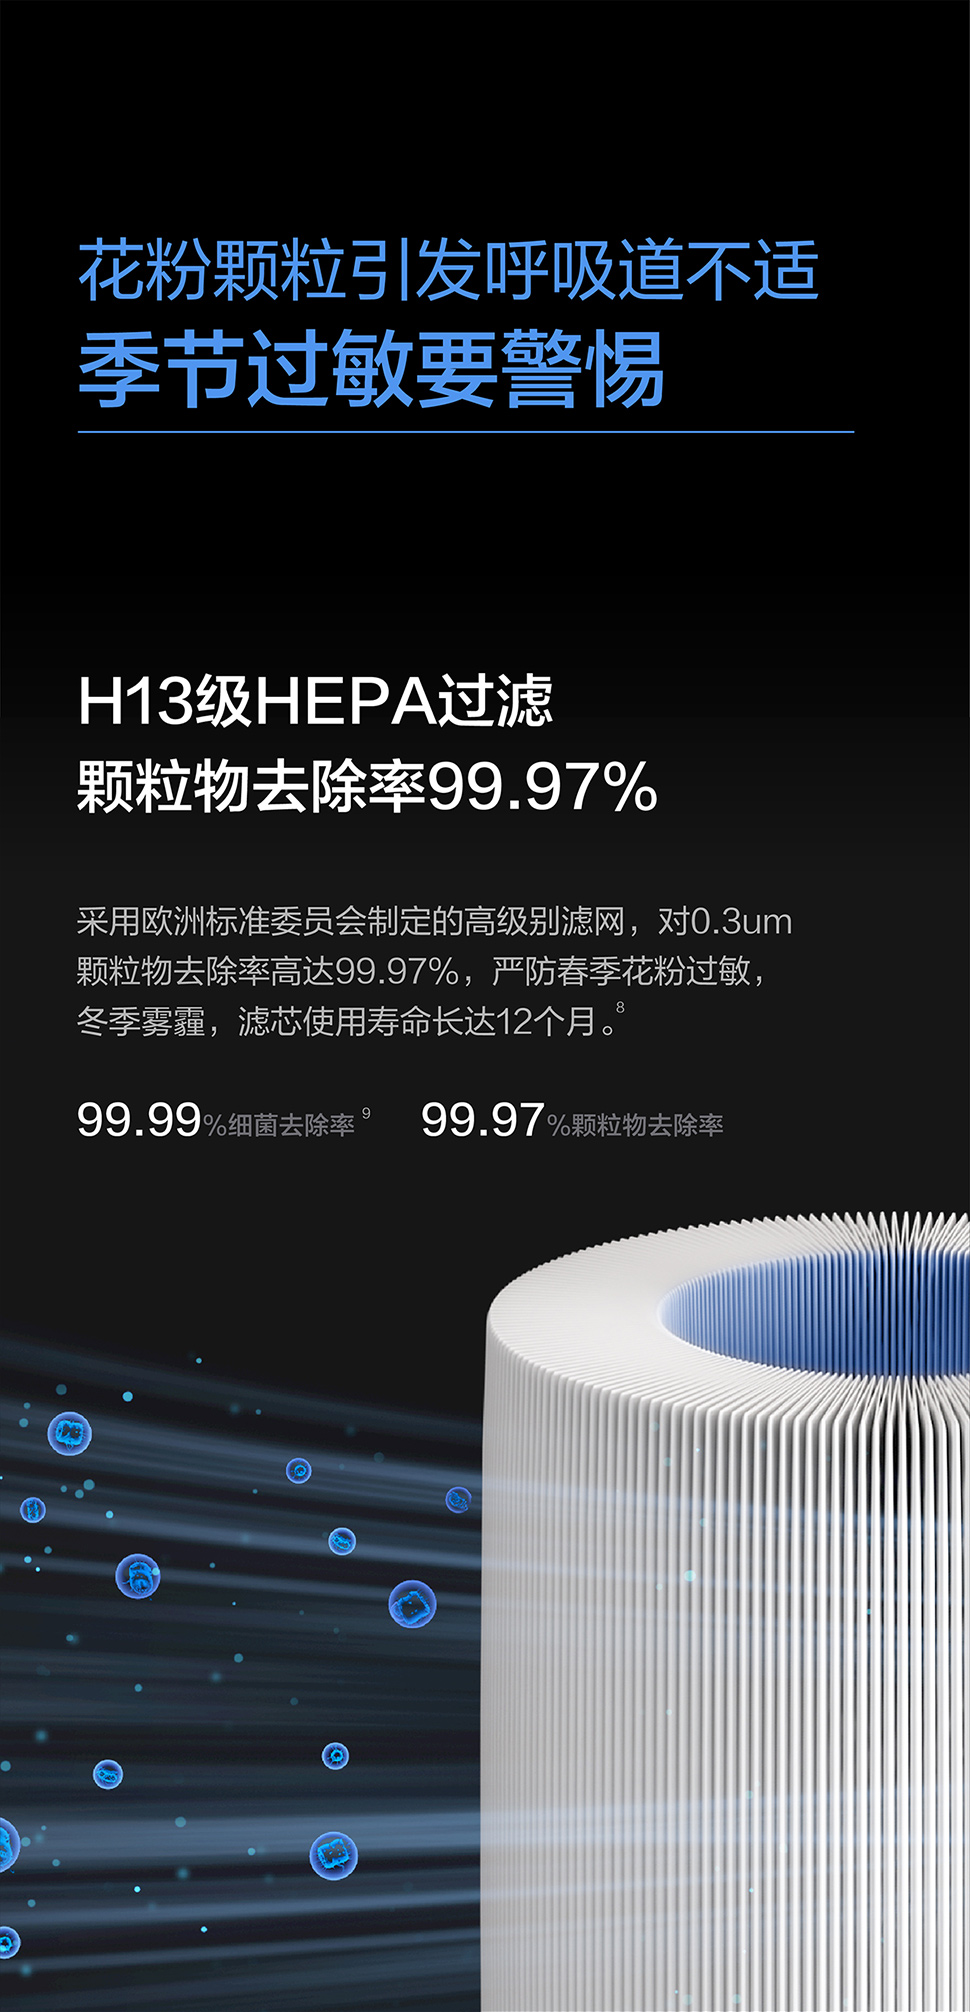 花粉颗粒引发呼吸道不适
季节过敏要警惕
H13级HEPA过滤
颗粒物去除率99.97%
采用欧洲标准委员会制定的高级别滤网，对0.3um
颗粒物去除率高达99.97%，严防春季花粉过敏，
冬季雾霾，滤芯使用寿命长达12个月。8
99.99%细菌去除率 9 99.97%颗粒物去除率